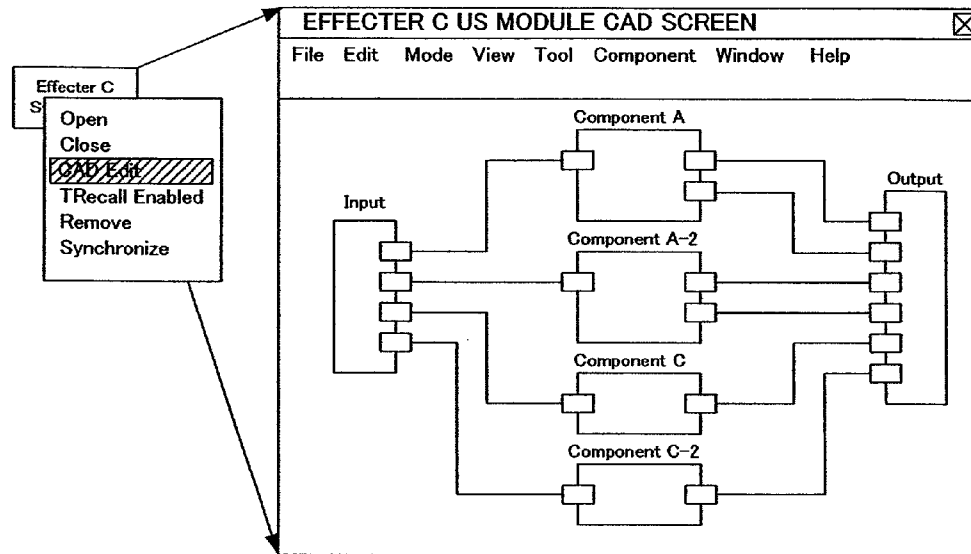 EFFECTER C US MODULE CAD SCREEN
File Edit Mode View Tool Component Window Help
Effecter C
S
Open
Close
CAD Edit
TRecall Enabled
Remove
Synchronize
Input
Component A
Component A-2
Component C
Component C-2
Output